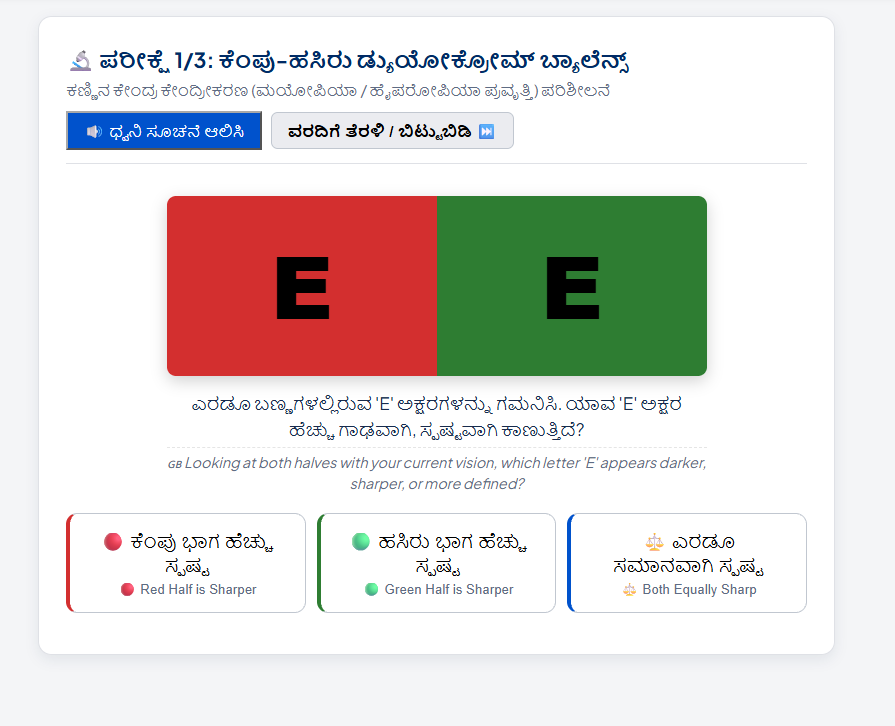 🔬 ಪರೀಕ್ಷೆ 1/3: ಕೆಂಪು-ಹಸಿರು ಡ್ಯುಯೋಕ್ರೋಮ್ ಬ್ಯಾಲೆನ್ಸ್
ಕಣ್ಣಿನ ಕೇಂದ್ರ ಕೇಂದ್ರೀಕರಣ (ಮಯೋಪಿಯಾ / ಹೈಪರೋಪಿಯಾ ಪ್ರವೃತ್ತಿ) ಪರಿಶೀಲನೆ
🔊 ಧ್ವನಿ ಸೂಚನೆ ಆಲಿಸಿ
ವರದಿಗೆ ತೆರಳಿ / ಬಿಟ್ಟುಬಿಡಿ ⏭️
E E
ಎರಡೂ ಬಣ್ಣಗಳಲ್ಲಿರುವ 'E' ಅಕ್ಷರಗಳನ್ನು ಗಮನಿಸಿ. ಯಾವ 'E' ಅಕ್ಷರ
ಹೆಚ್ಚು ಗಾಢವಾಗಿ, ಸ್ಪಷ್ಟವಾಗಿ ಕಾಣುತ್ತಿದೆ?
GB Looking at both halves with your current vision, which letter 'E' appears darker,
sharper, or more defined?
🔴 ಕೆಂಪು ಭಾಗ ಹೆಚ್ಚು
ಸ್ಪಷ್ಟ
🔴 Red Half is Sharper
🟢 ಹಸಿರು ಭಾಗ ಹೆಚ್ಚು
ಸ್ಪಷ್ಟ
🟢 Green Half is Sharper
⚖️ ಎರಡೂ
ಸಮಾನವಾಗಿ ಸ್ಪಷ್ಟ
⚖️ Both Equally Sharp